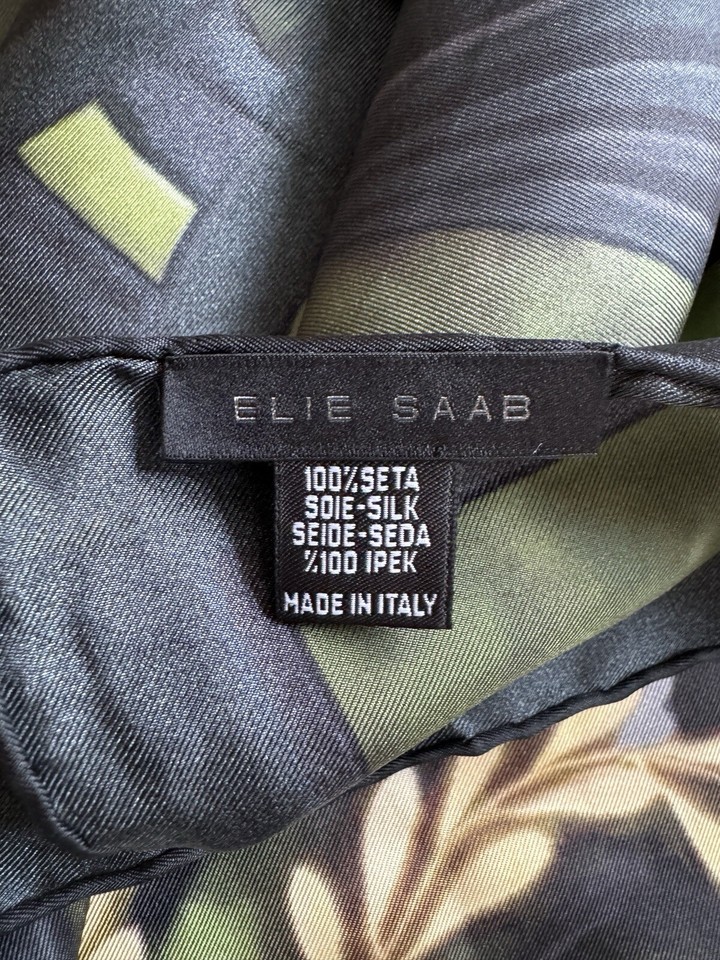 ELIE SAAB
100%SETA
SOIE-SILK
SEIDE-SEDA
%100 IPEK
MADE IN ITALY